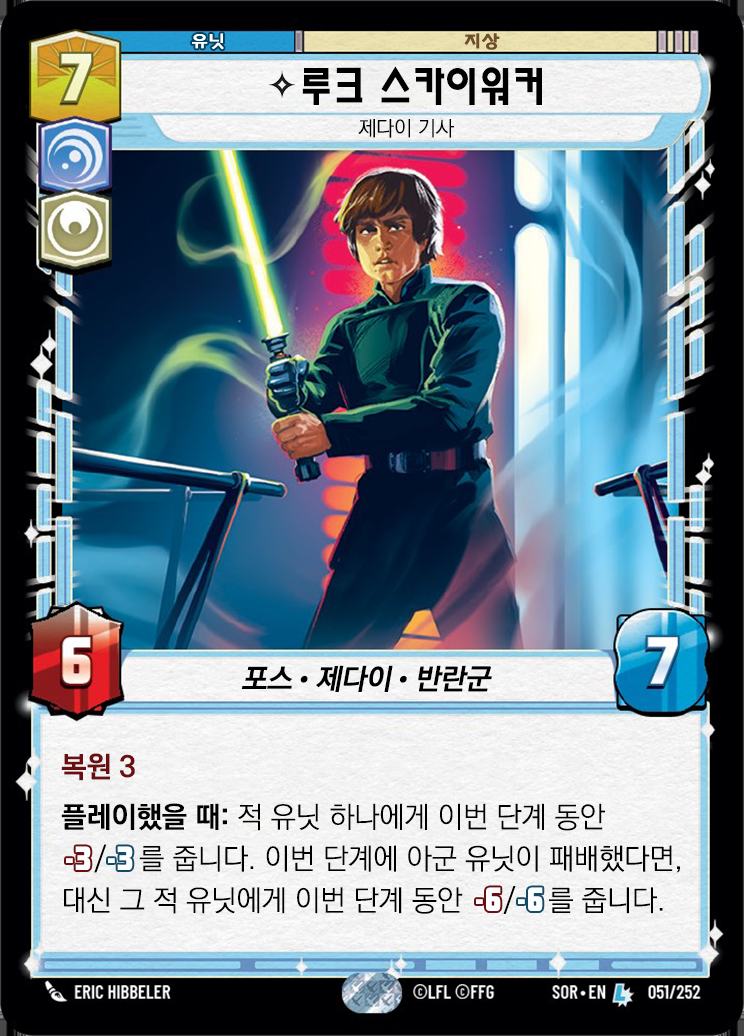 유닛
지상
7
✧루크 스카이워커
제다이 기사
6
7
포스 • 제다이 • 반란군
복원 3
플레이했을 때: 적 유닛 하나에게 이번 단계 동안
-3/-3를 줍니다. 이번 단계에 아군 유닛이 패배했다면,
대신 그 적 유닛에게 이번 단계 동안 -6/-6를 줍니다.
ERIC HIBBELER
©LFL ©FFG
SOR • EN L 051/252